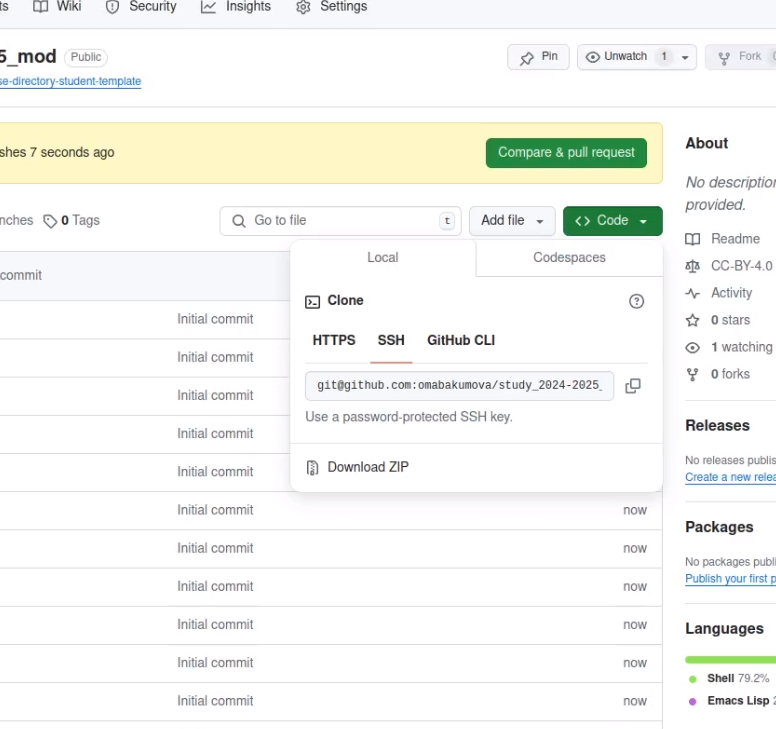 ts Wiki Security Insights Settings
5_mod Public
Pin Unwatch 1 Fork
se-directory-student-template
shes 7 seconds ago
Compare & pull request
nches 0 Tags
Go to file t
Add file
Code
commit
Local Codespaces
Clone
HTTPS SSH GitHub CLI
git@github.com:omabakumova/study_2024-2025_
Use a password-protected SSH key.
Download ZIP
Initial commit
Initial commit
Initial commit
Initial commit
Initial commit
Initial commit now
Initial commit now
Initial commit now
Initial commit now
Initial commit now
Initial commit now
About
No description
provided.
Readme
CC-BY-4.0
Activity
0 stars
1 watching
0 forks
Releases
No releases publis
Create a new relea
Packages
No packages publi
Publish your first p
Languages
Shell 79.2%
Emacs Lisp 2